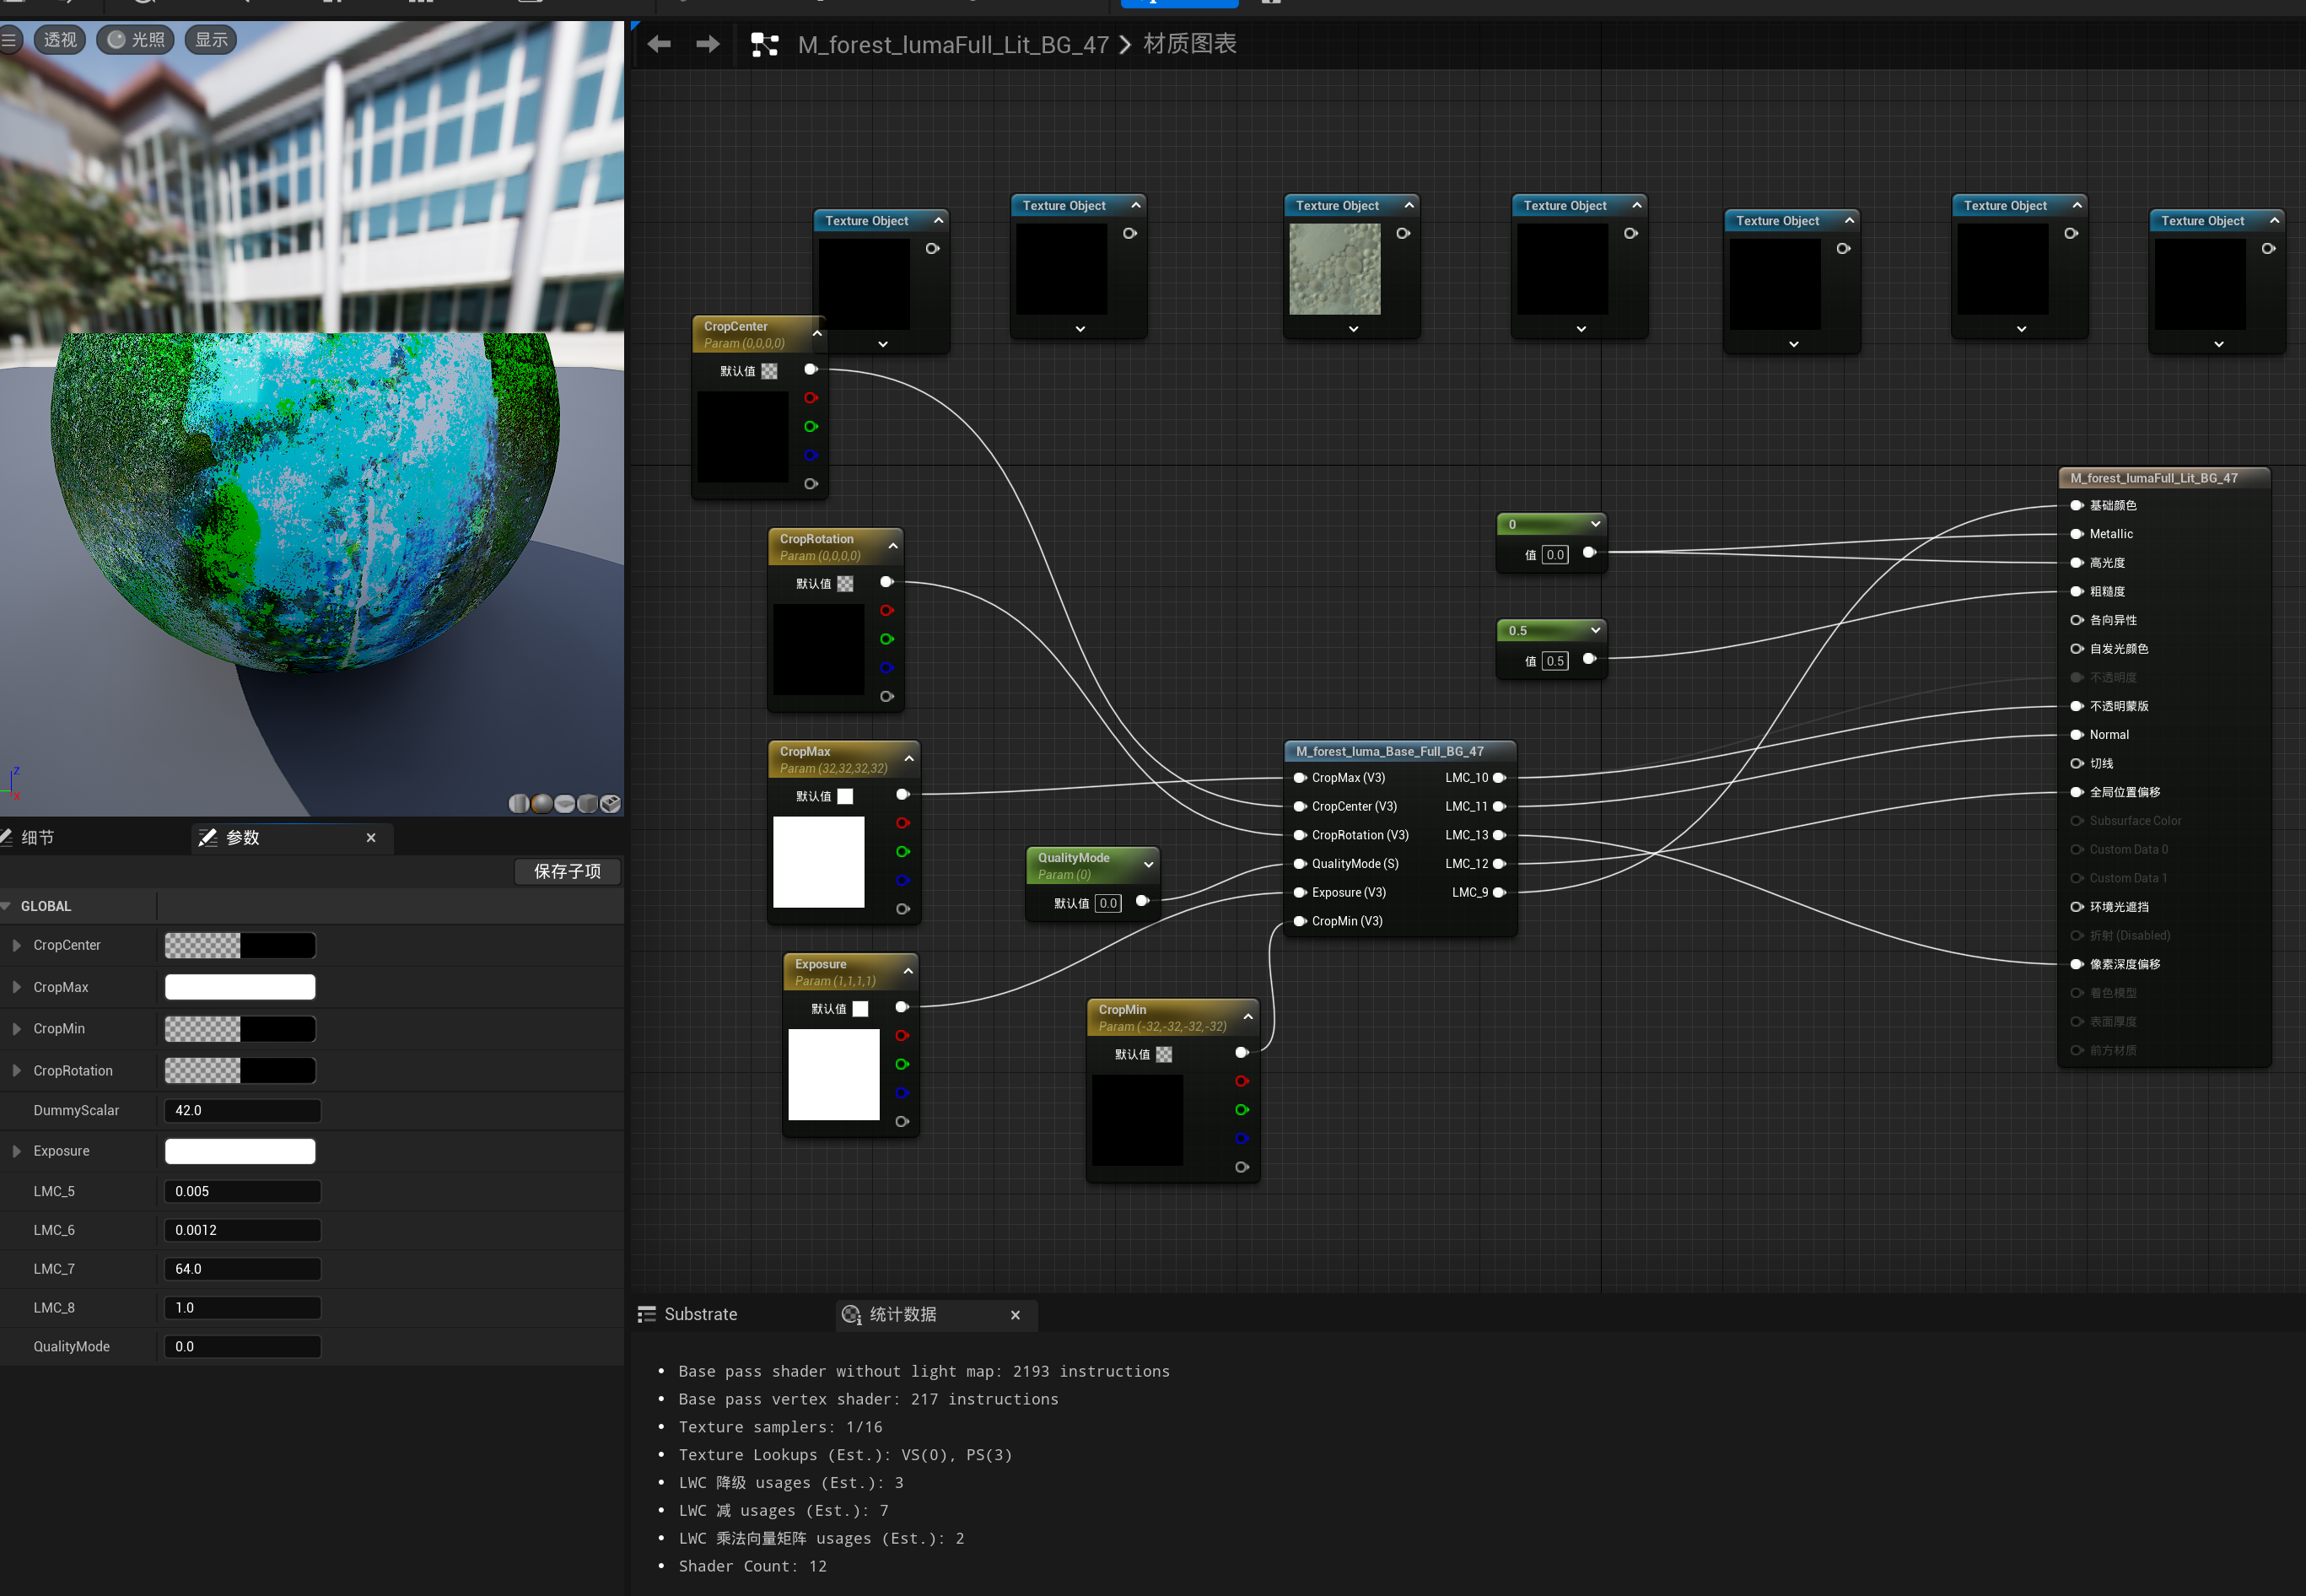 透视
光照
显示
M_forest_lumaFull_Lit_BG_47 > 材质图表
Texture Object
Texture Object
Texture Object
Texture Object
Texture Object
Texture Object
Texture Object
CropCenter
Param (0,0,0,0)
默认值
CropRotation
Param (0,0,0,0)
默认值
CropMax
Param (32,32,32,32)
默认值
Exposure
Param (1,1,1,1)
默认值
QualityMode
Param (0)
默认值 0.0
CropMin
Param (-32,-32,-32,-32)
默认值
0
值 0.0
0.5
值 0.5
M_forest_luma_Base_Full_BG_47
CropMax (V3) LMC_10
CropCenter (V3) LMC_11
CropRotation (V3) LMC_13
QualityMode (S) LMC_12
Exposure (V3) LMC_9
CropMin (V3)
M_forest_lumaFull_Lit_BG_47
基础颜色
Metallic
高光度
粗糙度
各向异性
自发光颜色
不透明度
不透明蒙版
Normal
切线
全局位置偏移
Subsurface Color
Custom Data 0
Custom Data 1
环境光遮挡
折射 (Disabled)
像素深度偏移
着色模型
表面厚度
前方材质
Z
X
细节
参数
保存子项
GLOBAL
CropCenter
CropMax
CropMin
CropRotation
DummyScalar 42.0
Exposure
LMC_5 0.005
LMC_6 0.0012
LMC_7 64.0
LMC_8 1.0
QualityMode 0.0
Substrate
统计数据
• Base pass shader without light map: 2193 instructions
• Base pass vertex shader: 217 instructions
• Texture samplers: 1/16
• Texture Lookups (Est.): VS(0), PS(3)
• LWC 降级 usages (Est.): 3
• LWC 减 usages (Est.): 7
• LWC 乘法向量矩阵 usages (Est.): 2
• Shader Count: 12